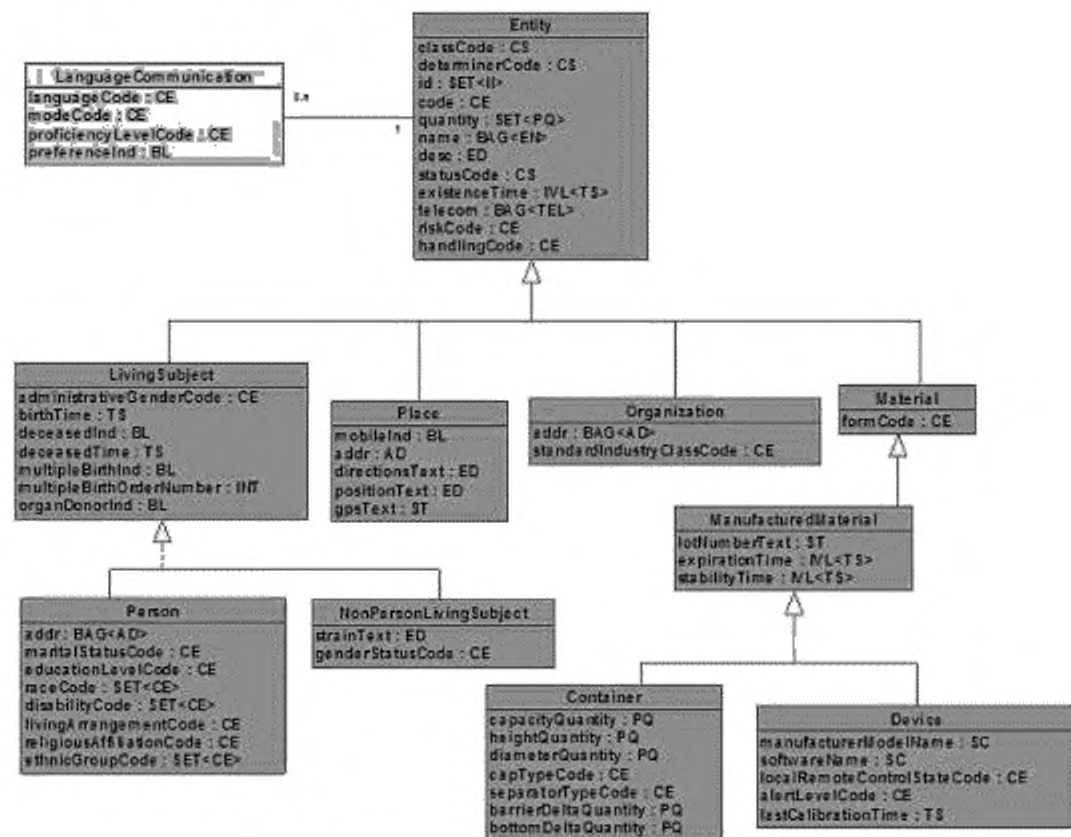 Entity
classCode : CS
determinerCode : CS
id : SET<II>
code : CE
quantity : SET<PQ>
name : BAG<EN>
desc : ED
statusCode : CS
existenceTime : IVL<TS>
telecom : BAG<TEL>
riskCode : CE
handlingCode : CE
LanguageCommunication
languageCode : CE
modeCode : CE
proficiencyLevelCode : CE
preferenceInd : BL
1
LivingSubject
administrativeGenderCode : CE
birthTime : TS
deceasedInd : BL
deceasedTime : TS
multipleBirthInd : BL
multipleBirthOrderNumber : INT
organDonorInd : BL
Place
mobileInd : BL
addr : AD
directionsText : ED
positionText : ED
gpsText : ST
Organization
addr : BAG<AD>
standardIndustryClassCode : CE
Material
formCode : CE
ManufacturedMaterial
lotNumberText : ST
expirationTime : IVL<TS>
stabilityTime : IVL<TS>
Person
addr : BAG<AD>
maritalStatusCode : CE
educationLevelCode : CE
raceCode : SET<CE>
disabilityCode : SET<CE>
livingArrangementCode : CE
religiousAffiliationCode : CE
ethnicGroupCode : SET<CE>
NonPersonLivingSubject
strainText : ED
genderStatusCode : CE
Container
capacityQuantity : PQ
heightQuantity : PQ
diameterQuantity : PQ
capTypeCode : CE
separatorTypeCode : CE
barrierDeltaQuantity : PQ
bottomDeltaQuantity : PQ
Device
manufacturerModelName : SC
softwareName : SC
localRemoteControlStateCode : CE
alertLevelCode : CE
lastCalibrationTime : TS